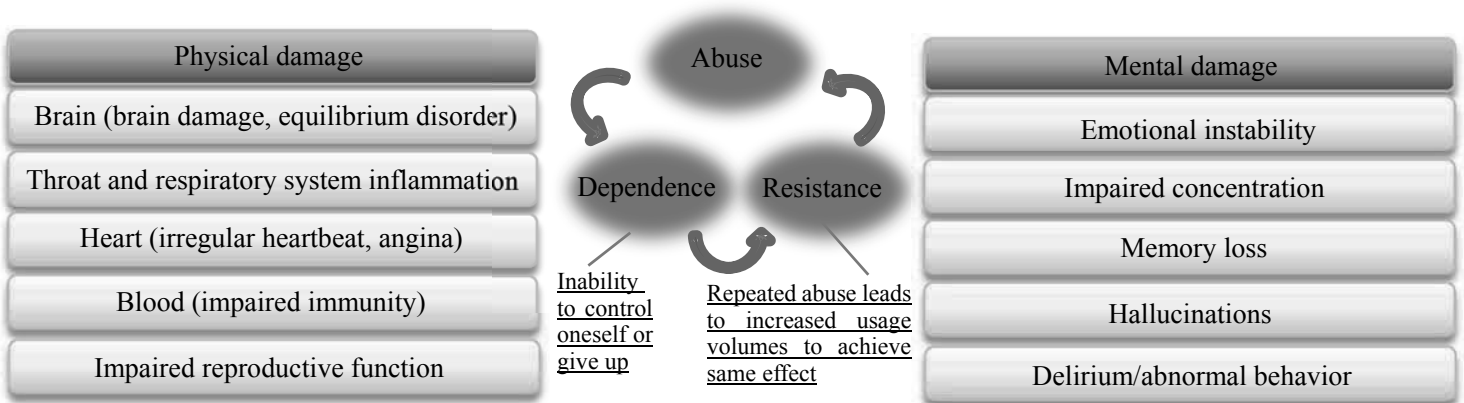 Physical damage
Brain (brain damage, equilibrium disorder)
Throat and respiratory system inflammation
Heart (irregular heartbeat, angina)
Blood (impaired immunity)
Impaired reproductive function
Abuse
Dependence
Resistance
Inability
to control
oneself or
give up
Repeated abuse leads
to increased usage
volumes to achieve
same effect
Mental damage
Emotional instability
Impaired concentration
Memory loss
Hallucinations
Delirium/abnormal behavior